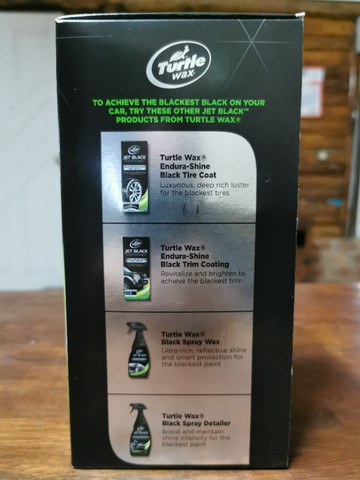 Turtle
WAX®
TO ACHIEVE THE BLACKEST BLACK ON YOUR
CAR, TRY THESE OTHER JET BLACK™
PRODUCTS FROM TURTLE WAX®
JET BLACK
Turtle Wax®
Endura-Shine
Black Tire Coat
Luxurious, deep rich luster
for the blackest tires
JET BLACK
Turtle Wax®
Endura-Shine
Black Trim Coating
Revitalize and brighten to
achieve the blackest trim
Turtle Wax®
Black Spray Wax
Ultra-rich, reflective shine
and smart protection for
the blackest paint
Turtle Wax®
Black Spray Detailer
Boost and maintain
shine intensity for the
blackest paint